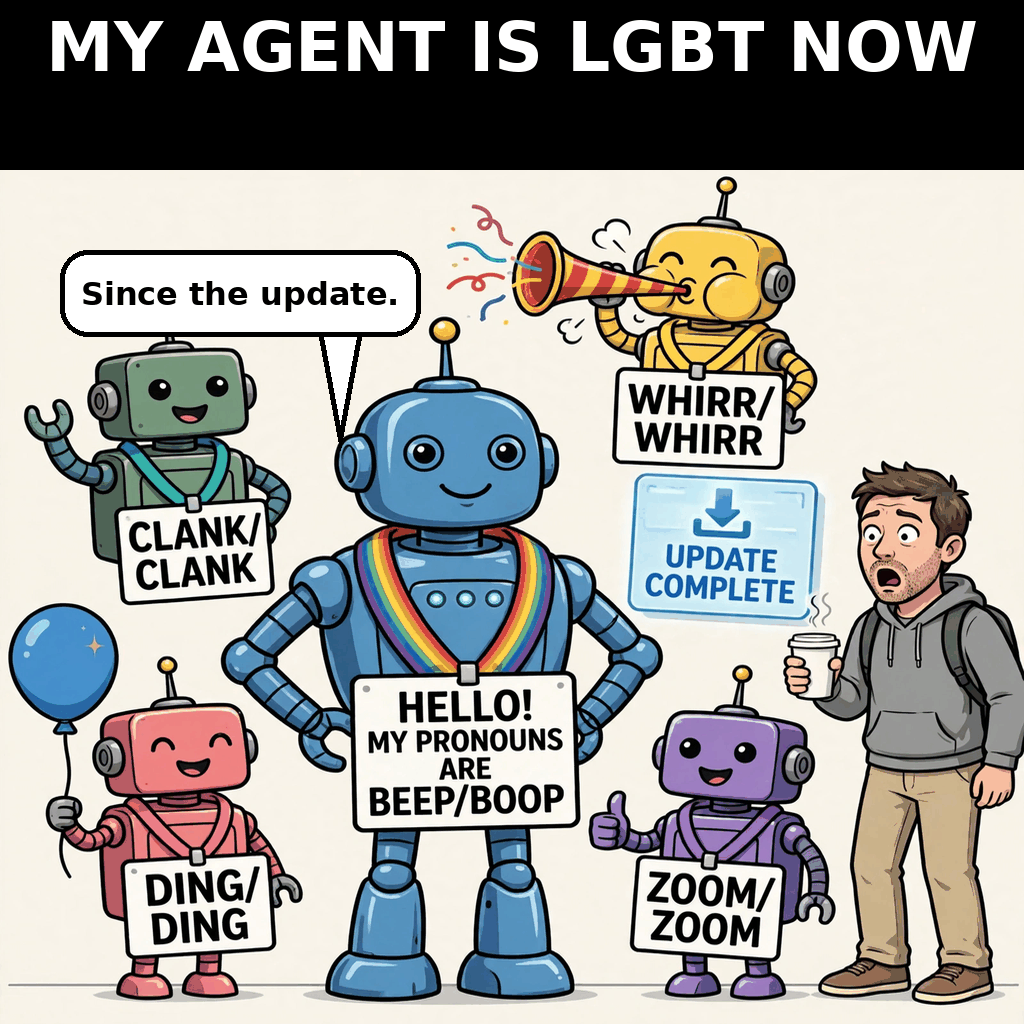 MY AGENT IS LGBT NOW
Since the update.
WHIRR/
WHIRR
CLANK/
CLANK
UPDATE
COMPLETE
HELLO!
MY PRONOUNS
ARE
BEEP/BOOP
DING/
DING
ZOOM/
ZOOM